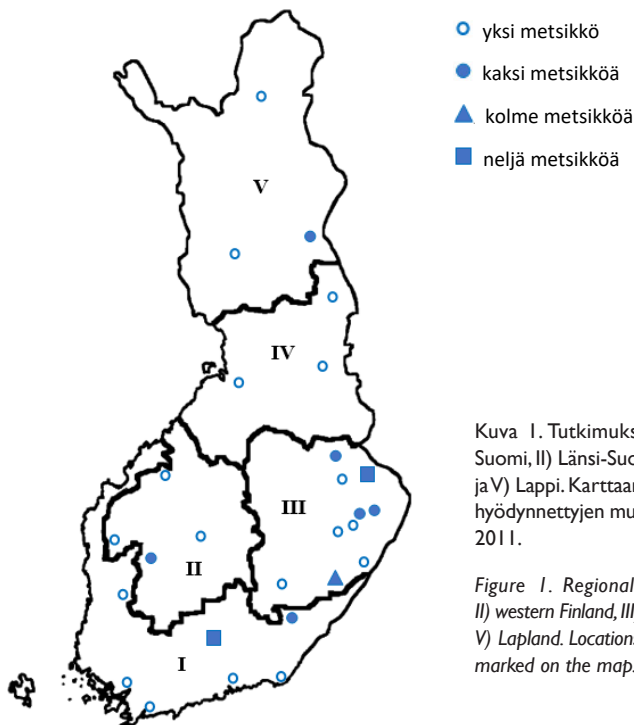 yksi metsikkö
kaksi metsikköä
kolme metsikköä
neljä metsikköä
V
IV
III
II
I
Kuva 1. Tutkimuks
Suomi, II) Länsi-Suo
ja V) Lappi. Karttaar
hyödynnettyjen mu
2011.
Figure 1. Regional
II) western Finland, III,
V) Lapland. Location
marked on the map.